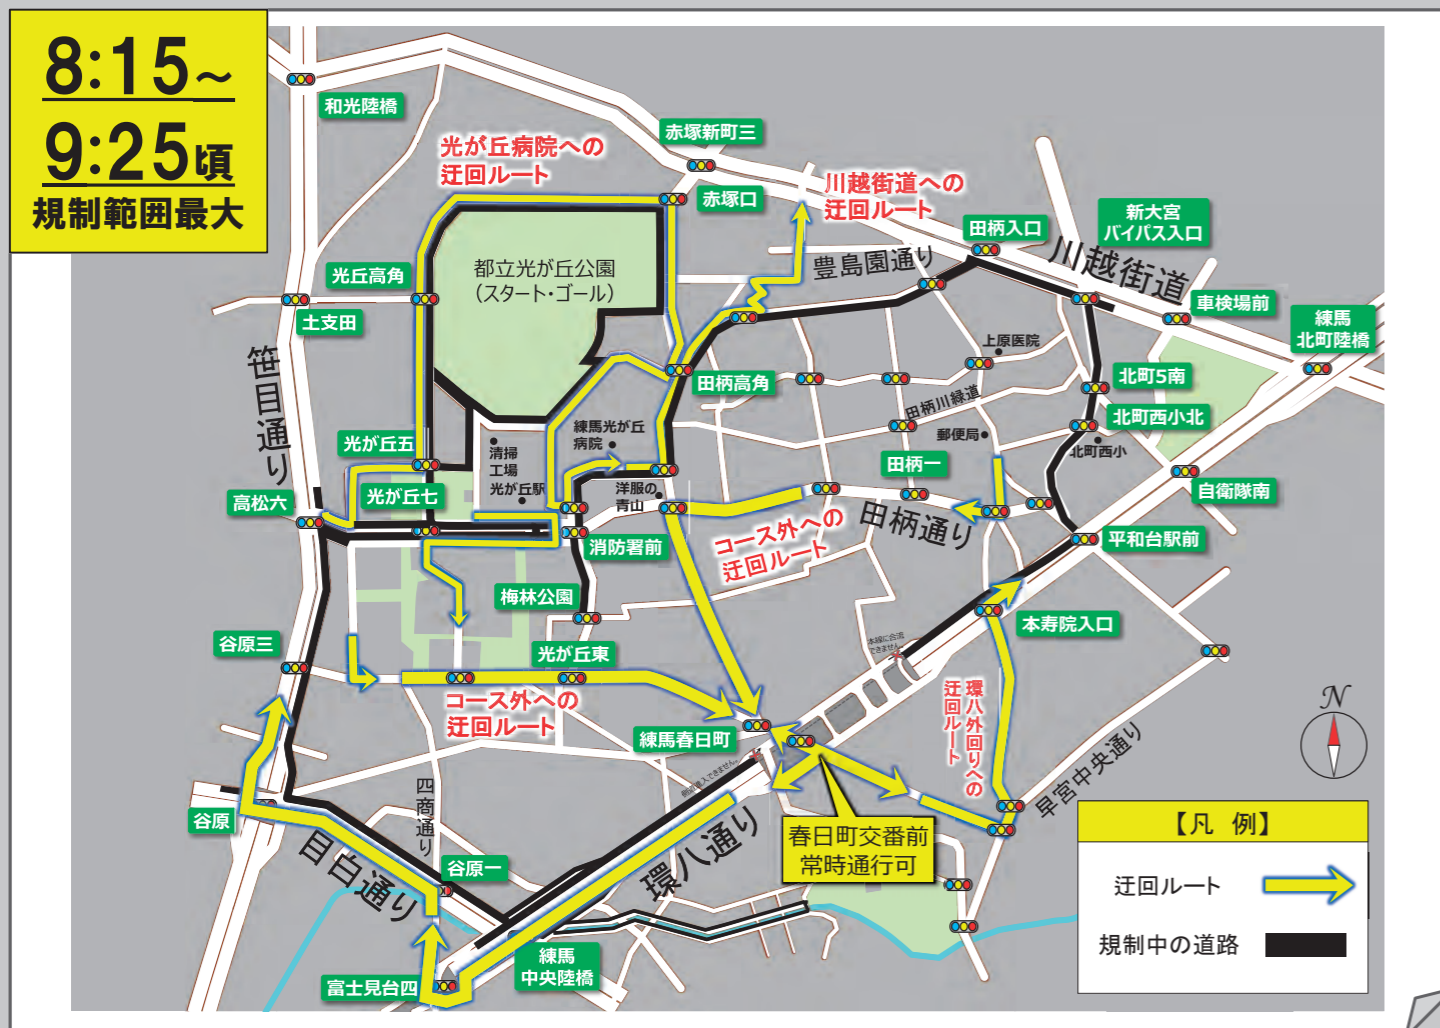 8:15~
9:25頃
規制範囲最大
和光陸橋
赤塚新町三
光が丘病院への
迂回ルート
赤塚口
川越街道への
迂回ルート
田柄入口
新大宮
バイパス入口
川越街道
豊島園通り
都立光が丘公園
(スタート・ゴール)
光丘高角
土支田
車検場前
練馬
北町陸橋
笹目通り
上原医院
田柄高角
北町5南
田柄川緑道
北町西小北
光が丘五
清掃
工場
練馬光が丘
病院
郵便局
北町西小
田柄一
光が丘七
光が丘駅
洋服の
青山
高松六
自衛隊南
田柄通り
コース外への
迂回ルート
消防署前
平和台駅前
梅林公園
本寿院入口
谷原三
光が丘東
本線に合流
できません。
コース外への
迂回ルート
環八外回りへの
迂回ルート
N
練馬春日町
早宮中央通り
四商通り
谷原
環八通り
春日町交番前
常時通行可
目白通り
谷原一
練馬
中央陸橋
富士見台四
【凡 例】
迂回ルート
規制中の道路